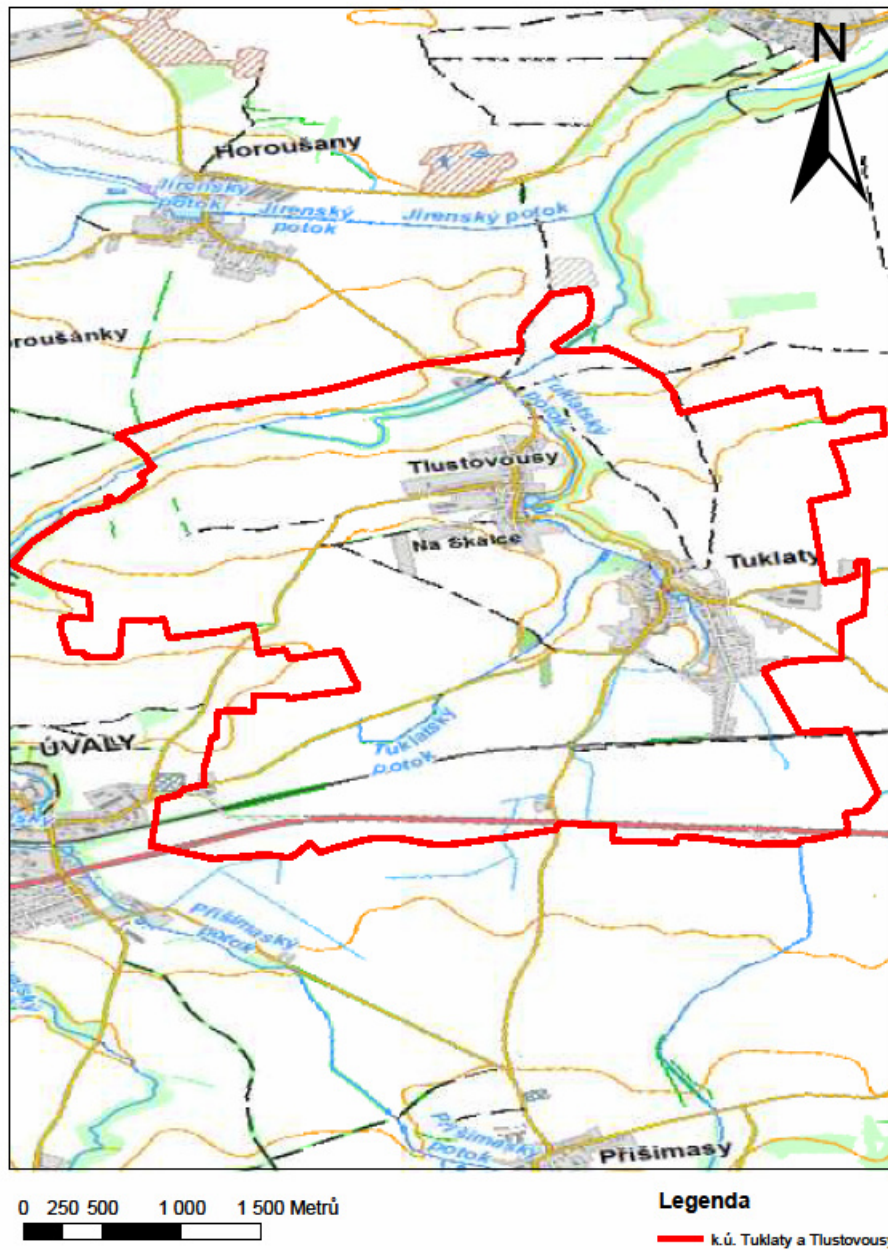 N
Horoušany
Jirenský
potok
Jirenský
potok
Jirenský potok
roušánky
Tuklatský
potok
Tlustovousy
Na Skalce
Tuklaty
Tuklatský
potok
ÚVALY
Přišimaský
potok
Přišimaský
potok
Přišimasy
0 250 500 1 000 1 500 Metrů
Legenda
k.ú. Tuklaty a Tlustovousy